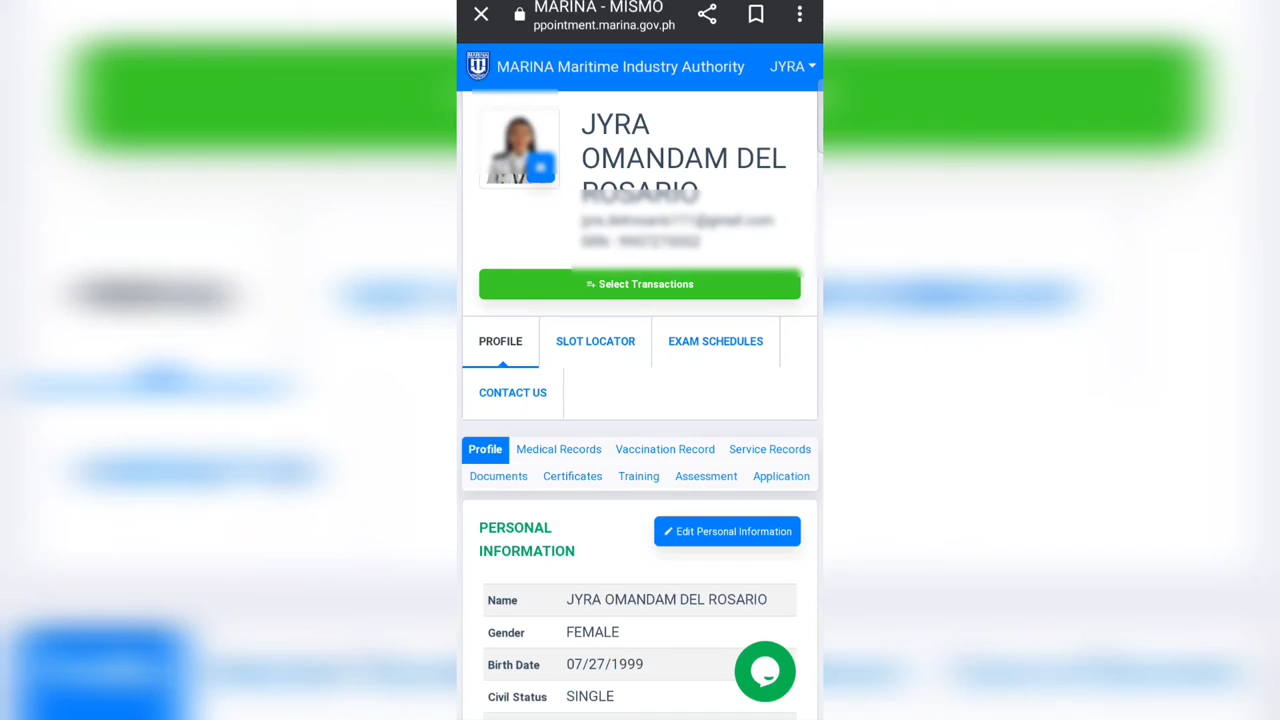 MARINA - MISMO
ppointment.marina.gov.ph
MARINA Maritime Industry Authority JYRA
MARINA
JYRA
OMANDAM DEL
ROSARIO
Select Transactions
PROFILE SLOT LOCATOR EXAM SCHEDULES
CONTACT US
Profile Medical Records Vaccination Record Service Records
Documents Certificates Training Assessment Application
PERSONAL
INFORMATION
Edit Personal Information
Name JYRA OMANDAM DEL ROSARIO
Gender FEMALE
Birth Date 07/27/1999
Civil Status SINGLE